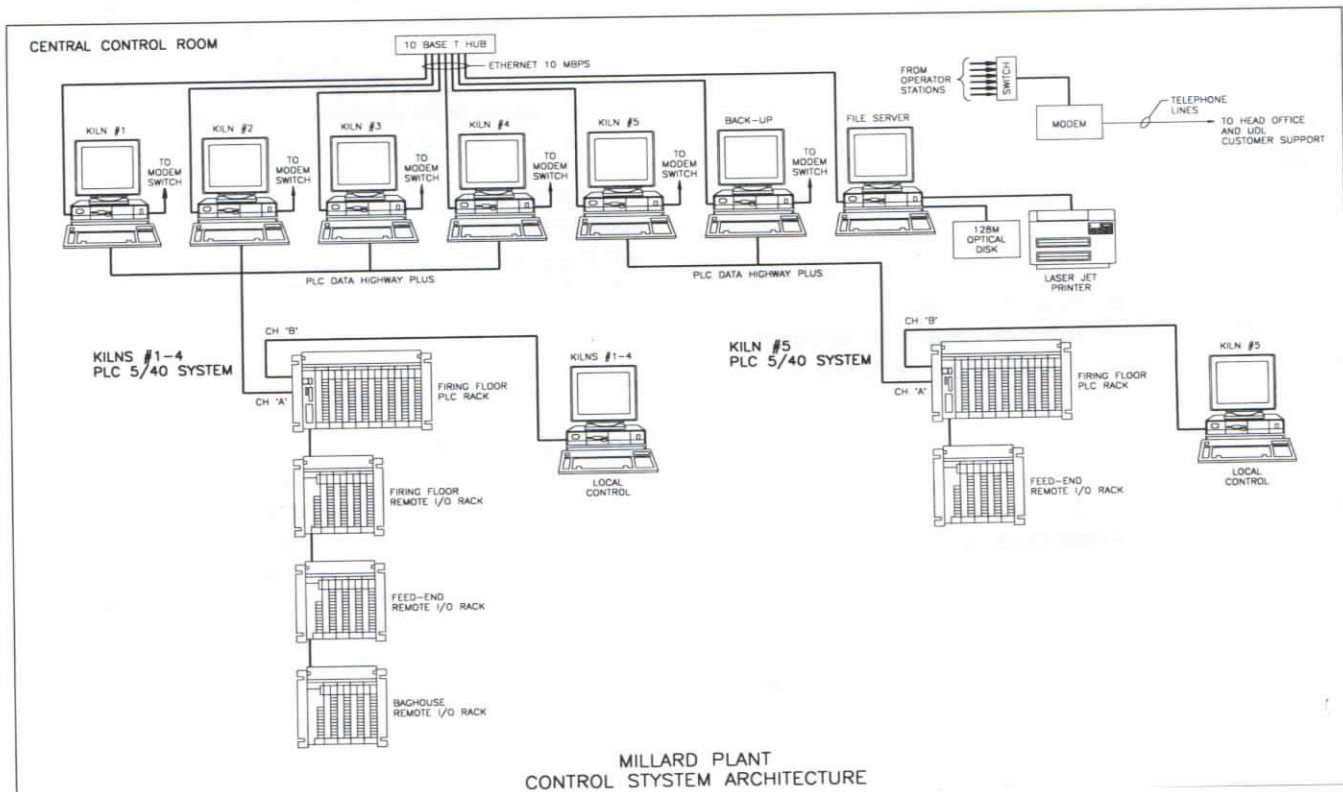 CENTRAL CONTROL ROOM
10 BASE T HUB
ETHERNET 10 MBPS
FROM
OPERATOR
STATIONS
SWITCH
MODEM
TELEPHONE
LINES
TO HEAD OFFICE
AND UDL
CUSTOMER SUPPORT
KILN #1
TO
MODEM
SWITCH
KILN #2
TO
MODEM
SWITCH
KILN #3
TO
MODEM
SWITCH
KILN #4
TO
MODEM
SWITCH
KILN #5
TO
MODEM
SWITCH
BACK-UP
TO
MODEM
SWITCH
FILE SERVER
128M
OPTICAL
DISK
LASER JET
PRINTER
PLC DATA HIGHWAY PLUS
PLC DATA HIGHWAY PLUS
KILNS #1-4
PLC 5/40 SYSTEM
CH "B"
CH "A"
FIRING FLOOR
PLC RACK
KILNS #1-4
LOCAL
CONTROL
FIRING FLOOR
REMOTE I/O RACK
FEED-END
REMOTE I/O RACK
BAGHOUSE
REMOTE I/O RACK
KILN #5
PLC 5/40 SYSTEM
CH "B"
CH "A"
FIRING FLOOR
PLC RACK
KILN #5
LOCAL
CONTROL
FEED-END
REMOTE I/O RACK
MILLARD PLANT
CONTROL STYSTEM ARCHITECTURE